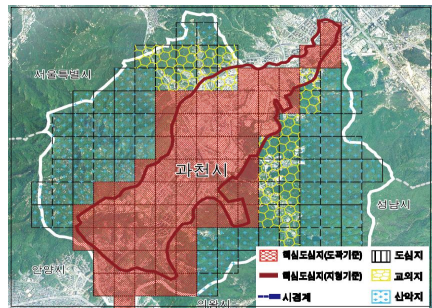 서울특별시
과천시
성남시
안양시
의왕시
핵심도심지(도곽기준)
도심지
핵심도심지(지형기준)
교외지
시경계
산악지